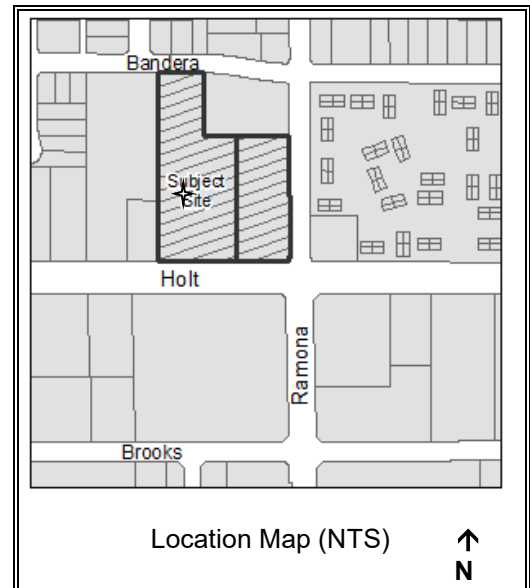 Bandera
Subject
Site
Holt
Ramona
Brooks
Location Map (NTS)
N